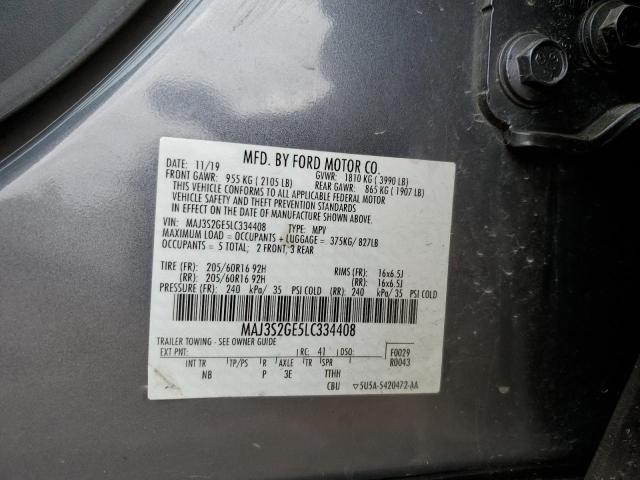 MFD. BY FORD MOTOR CO.
DATE: 11/19 GVWR: 1810 KG ( 3990 LB)
FRONT GAWR: 955 KG ( 2105 LB) REAR GAWR: 865 KG ( 1907 LB)
THIS VEHICLE CONFORMS TO ALL APPLICABLE FEDERAL MOTOR
VEHICLE SAFETY AND THEFT PREVENTION STANDARDS
IN EFFECT ON THE DATE OF MANUFACTURE SHOWN ABOVE.
VIN: MAJ3S2GE5LC334408 TYPE: MPV
MAXIMUM LOAD = OCCUPANTS + LUGGAGE = 375KG/ 827LB
OCCUPANTS = 5 TOTAL; 2 FRONT, 3 REAR
TIRE (FR): 205/60R16 92H RIMS (FR): 16x6.5J
(RR): 205/60R16 92H (RR): 16x6.5J
PRESSURE (FR): 240 kPa/ 35 PSI COLD (RR): 240 kPa/ 35 PSI COLD
MAJ3S2GE5LC334408
TRAILER TOWING - SEE OWNER GUIDE
EXT PNT: RC: 41 DSO: F0029
R0043
INT TR TP/PS R AXLE TR SPR
NB P 3E TTHH
CBU ▽5U5A-5420472-AA